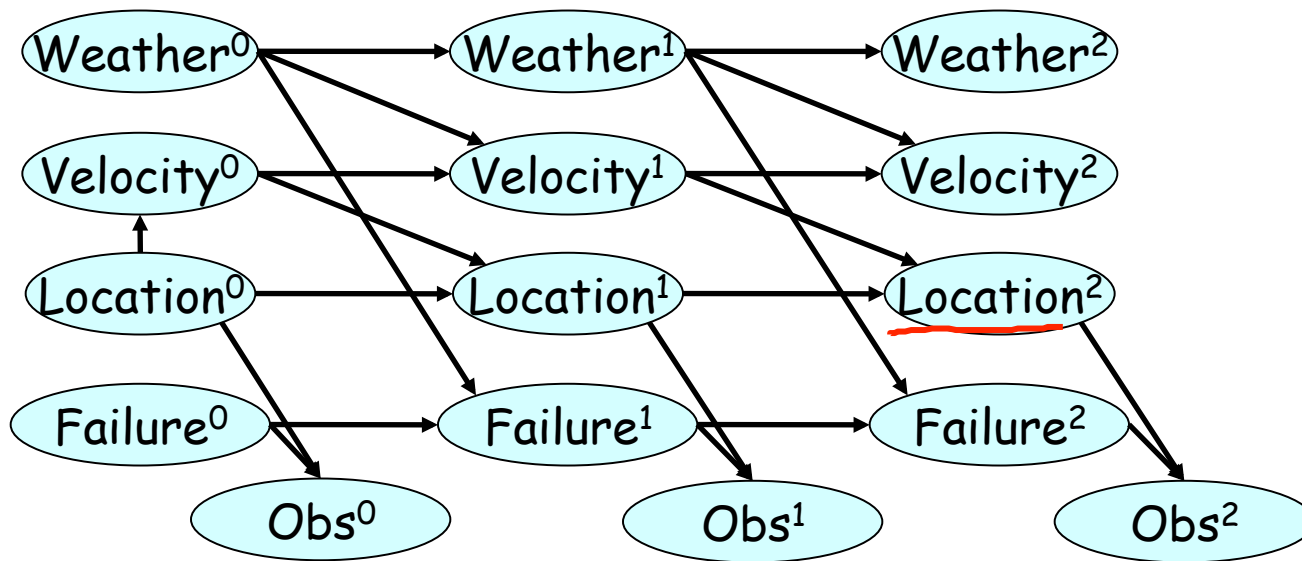 Weather⁰ Weather¹ Weather²
Velocity⁰ Velocity¹ Velocity²
Location⁰ Location¹ Location²
Failure⁰ Failure¹ Failure²
Obs⁰ Obs¹ Obs²